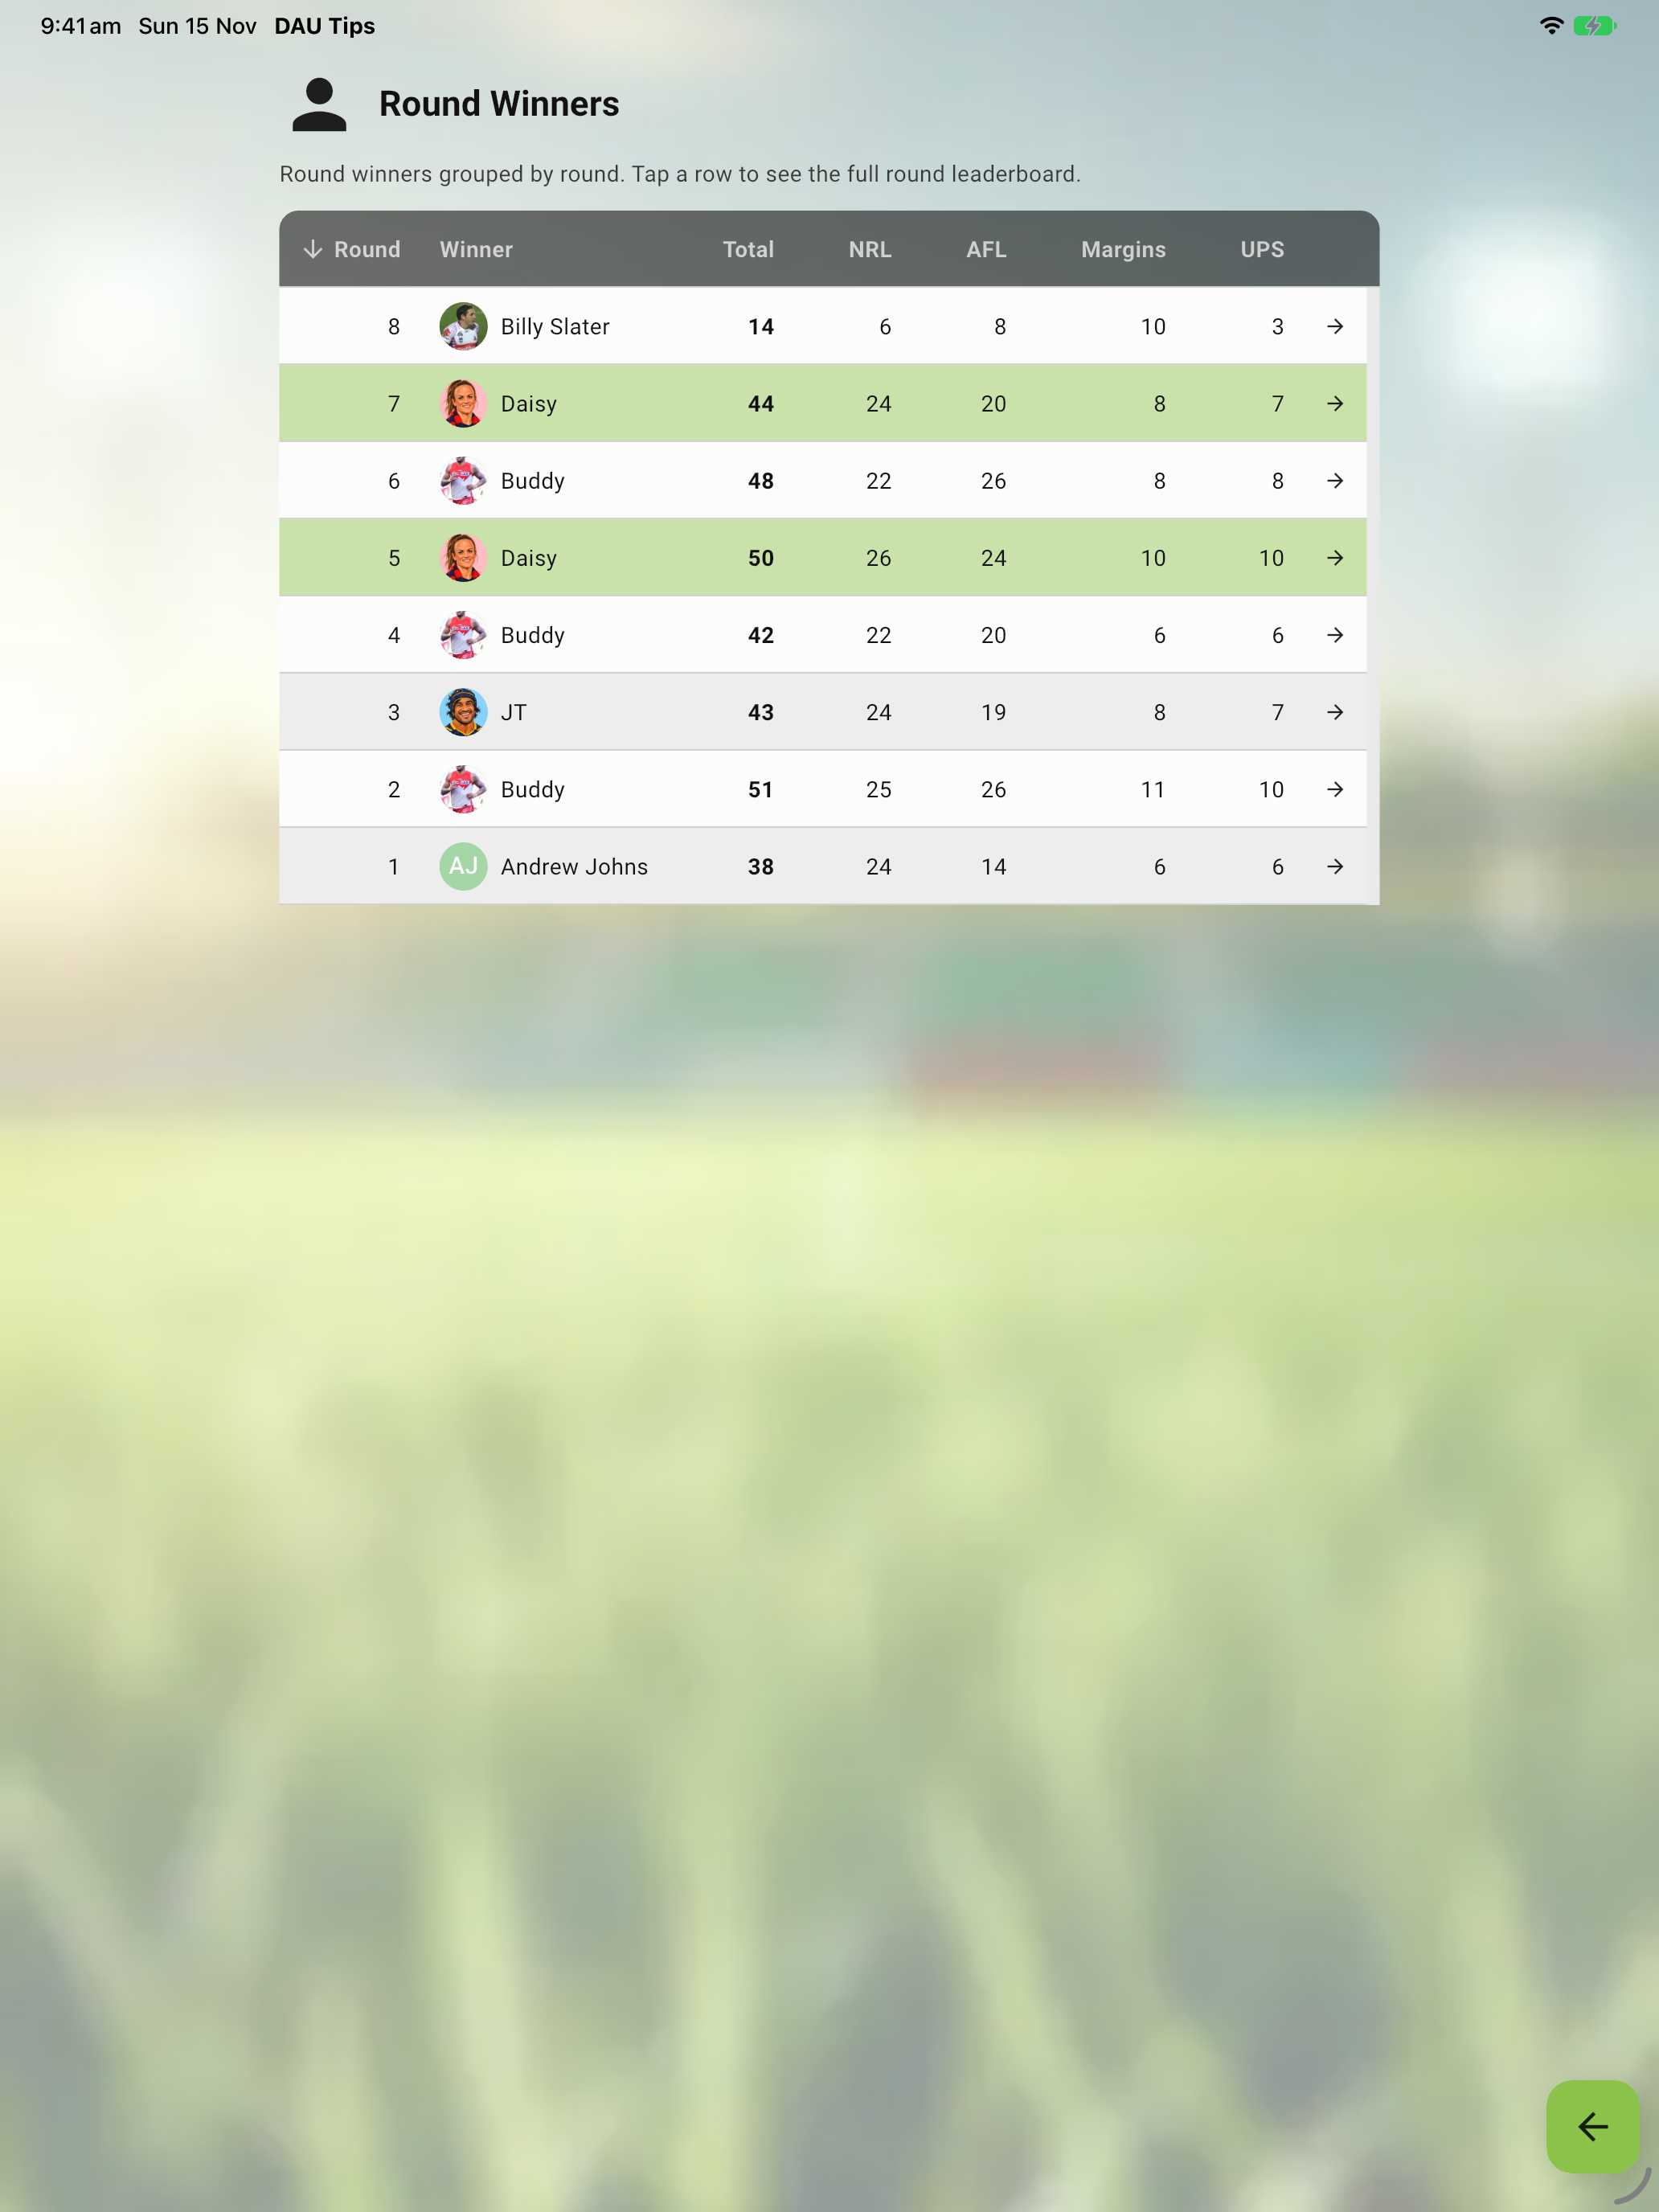 9:41 am Sun 15 Nov DAU Tips
Round Winners
Round winners grouped by round. Tap a row to see the full round leaderboard.
Round Winner Total NRL AFL Margins UPS
8 Billy Slater 14 6 8 10 3
7 Daisy 44 24 20 8 7
6 Buddy 48 22 26 8 8
5 Daisy 50 26 24 10 10
4 Buddy 42 22 20 6 6
3 JT 43 24 19 8 7
2 Buddy 51 25 26 11 10
1 AJ Andrew Johns 38 24 14 6 6